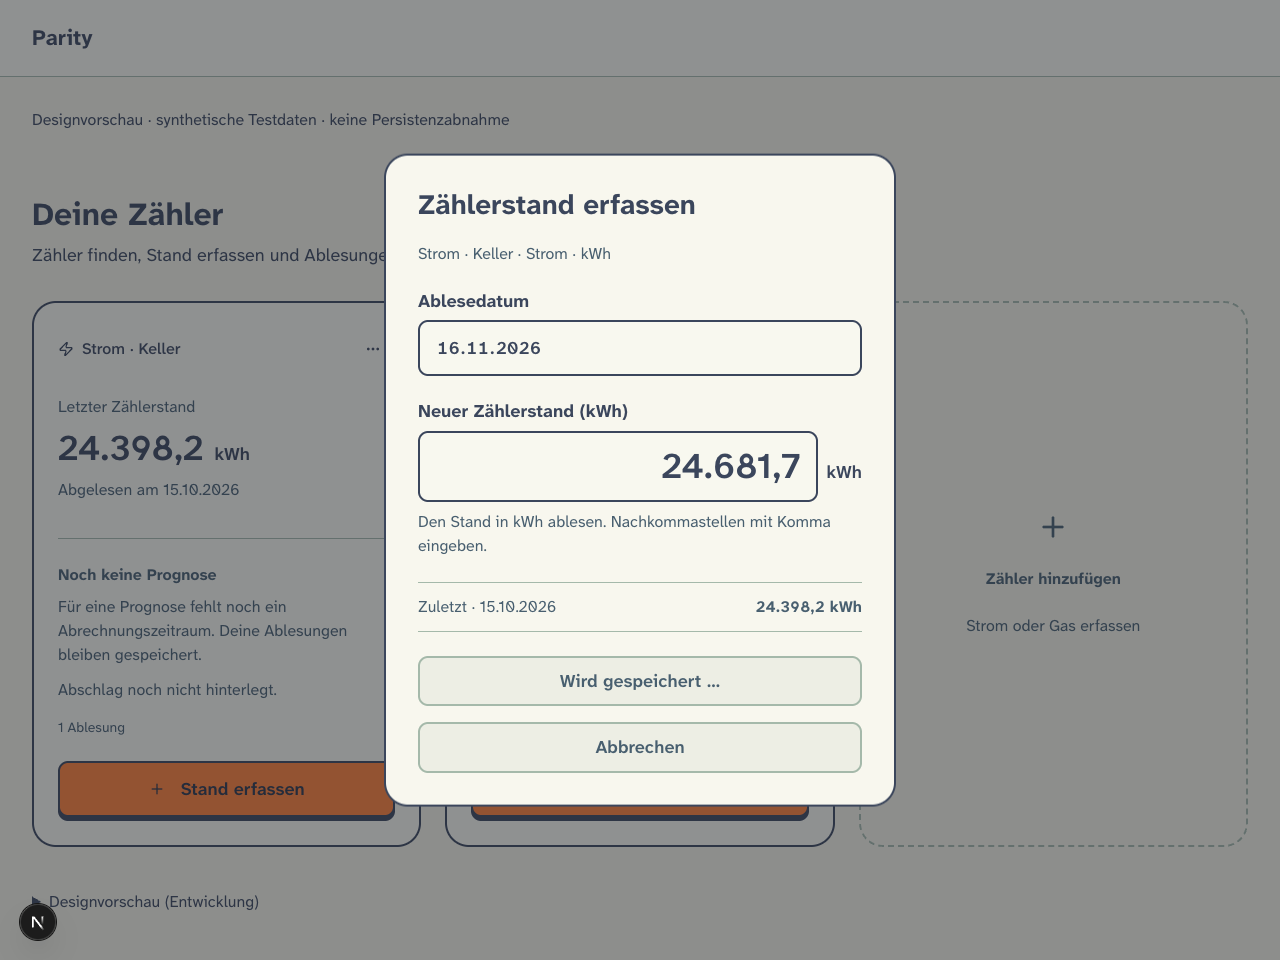 Parity
Designvorschau · synthetische Testdaten · keine Persistenzabnahme
Deine Zähler
Zähler finden, Stand erfassen und Ablesunge
Strom · Keller
Letzter Zählerstand
24.398,2 kWh
Abgelesen am 15.10.2026
Noch keine Prognose
Für eine Prognose fehlt noch ein
Abrechnungszeitraum. Deine Ablesungen
bleiben gespeichert.
Abschlag noch nicht hinterlegt.
1 Ablesung
+ Stand erfassen
Zählerstand erfassen
Strom · Keller · Strom · kWh
Ablesedatum
16.11.2026
Neuer Zählerstand (kWh)
24.681,7 kWh
Den Stand in kWh ablesen. Nachkommastellen mit Komma
eingeben.
Zuletzt · 15.10.2026 24.398,2 kWh
Wird gespeichert ...
Abbrechen
Zähler hinzufügen
Strom oder Gas erfassen
Designvorschau (Entwicklung)
N